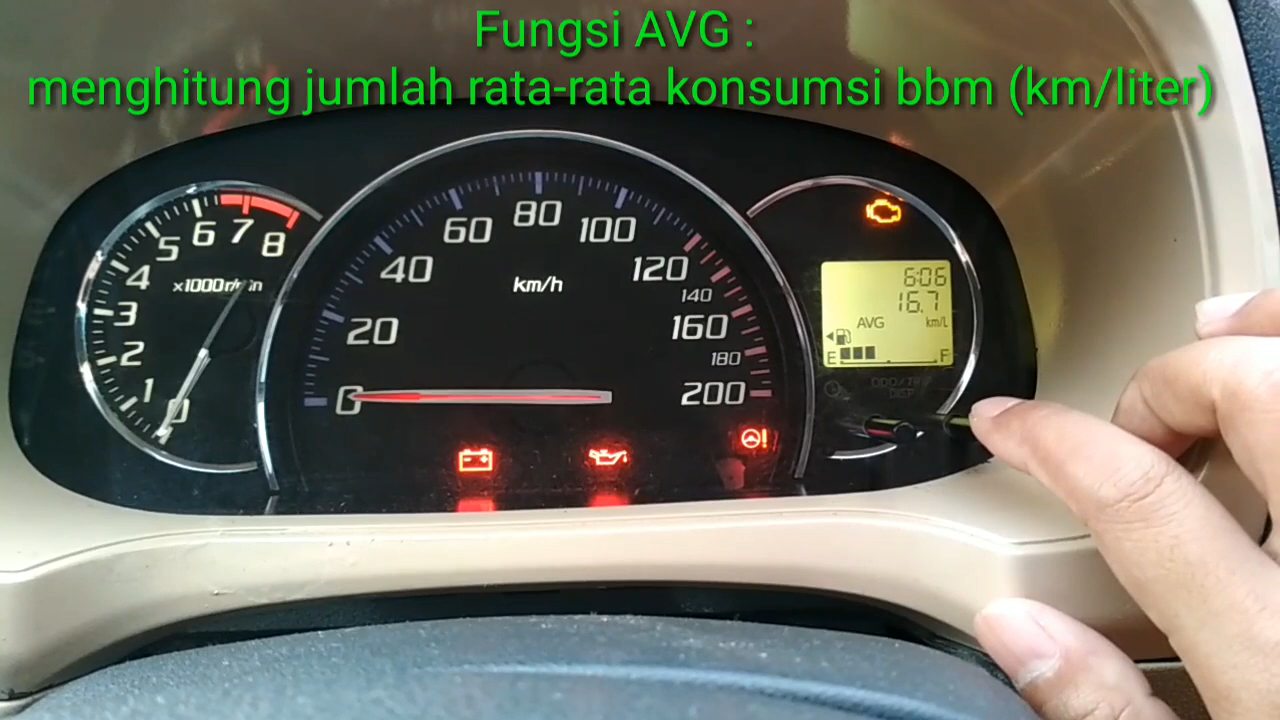 Fungsi AVG :
menghitung jumlah rata-rata konsumsi bbm (km/liter)
0
1
2
3
4
5
6
7
8
x1000r/min
0
20
40
60
80
100
120
140
160
180
200
km/h
6:06
16.7
AVG km/L
E F
ODO/TRIP
DISP